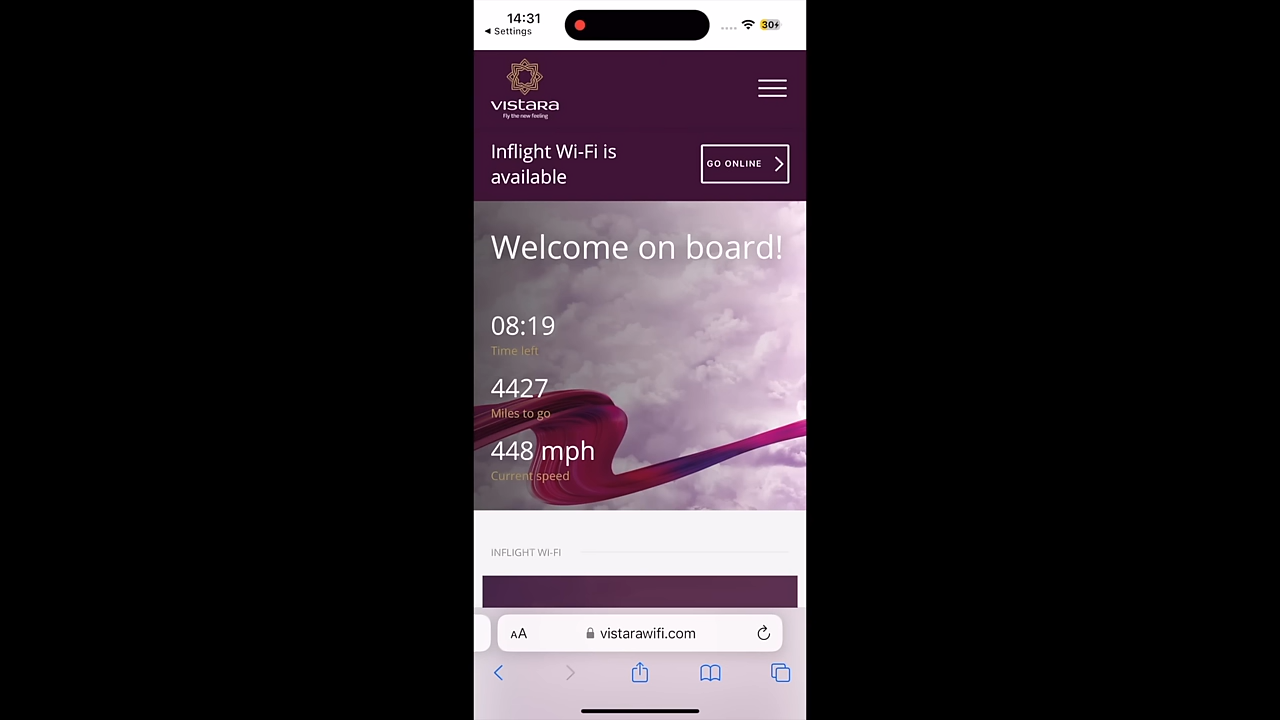 14:31
◀ Settings
30
vistara
Fly the new feeling
Inflight Wi-Fi is
available
GO ONLINE
Welcome on board!
08:19
Time left
4427
Miles to go
448 mph
Current speed
INFLIGHT WI-FI
AA
vistarawifi.com